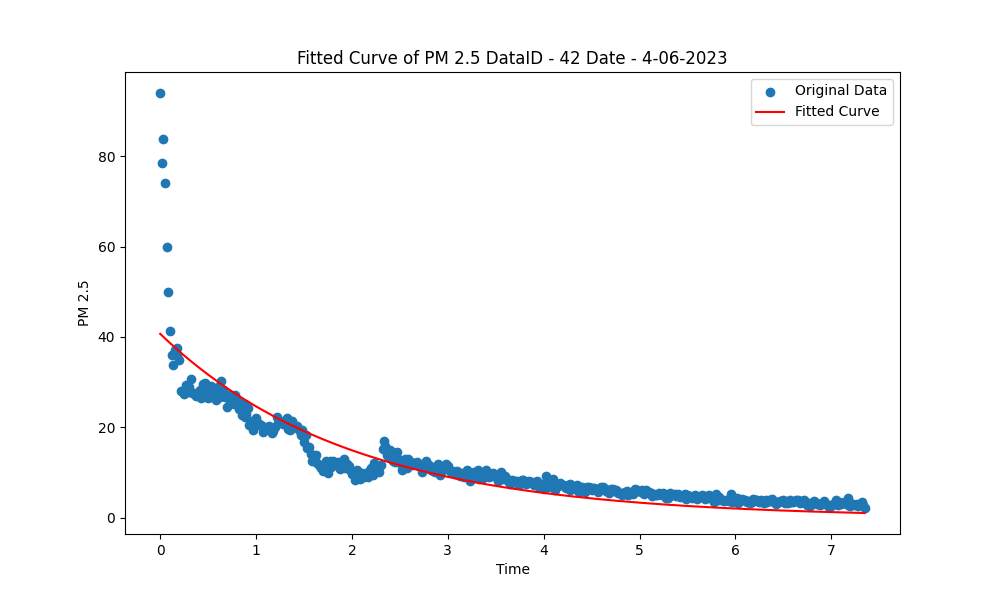 Fitted Curve of PM 2.5 DataID - 42 Date - 4-06-2023
Original Data
Fitted Curve
80
60
40
20
0
PM 2.5
0 1 2 3 4 5 6 7
Time